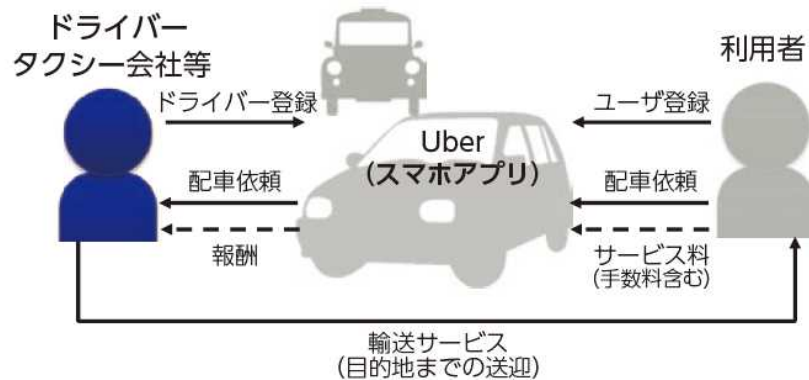 ドライバー
タクシー会社等
利用者
ドライバー登録
ユーザ登録
Uber
(スマホアプリ)
配車依頼
配車依頼
報酬
サービス料
(手数料含む)
輸送サービス
(目的地までの送迎)